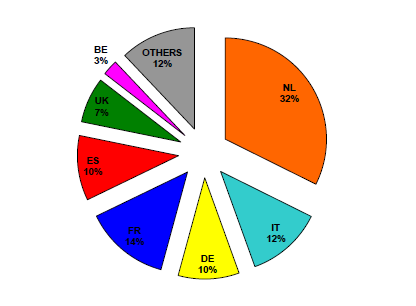 BE
3%
OTHERS
12%
NL
32%
UK
7%
ES
10%
FR
14%
IT
12%
DE
10%